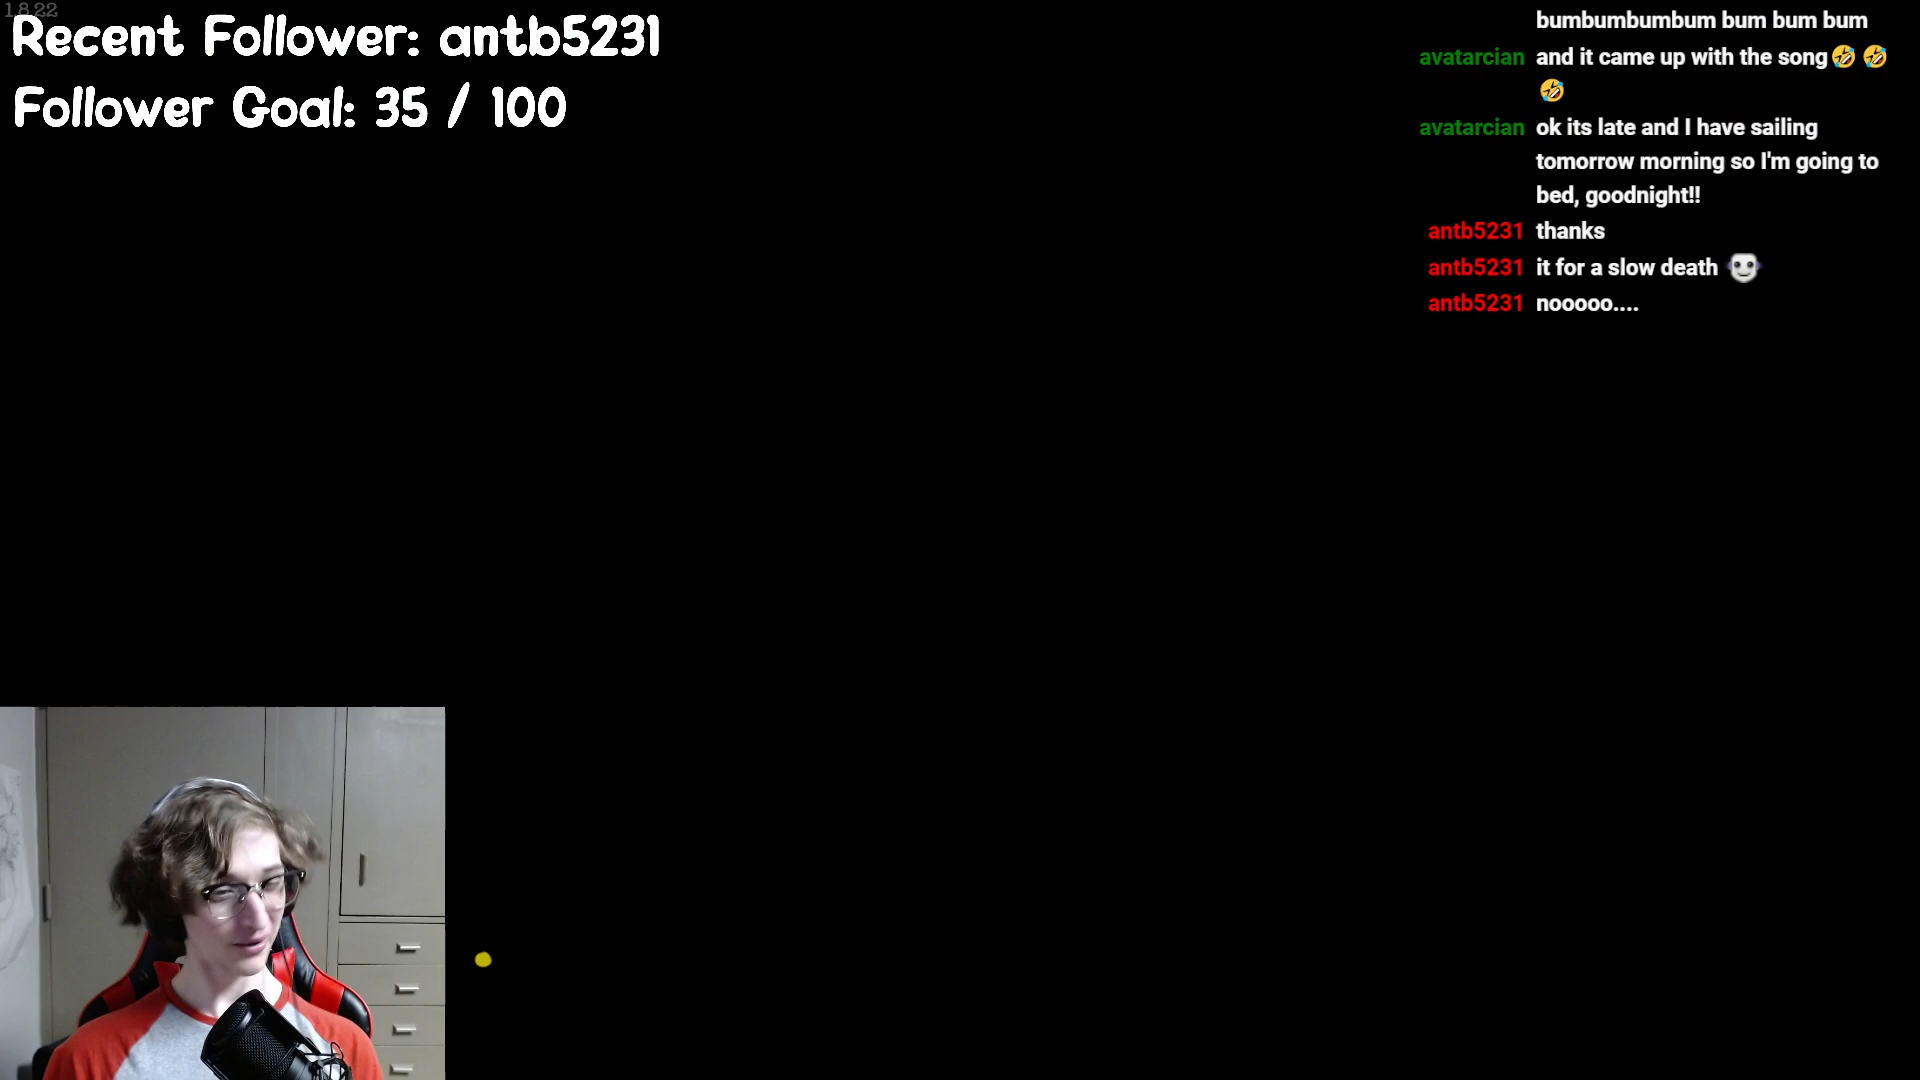 18.22
Recent Follower: antb5231
Follower Goal: 35 / 100
bumbumbumbum bum bum bum
avatarcian and it came up with the song🤣 🤣
🤣
avatarcian ok its late and I have sailing
tomorrow morning so I'm going to
bed, goodnight!!
antb5231 thanks
antb5231 it for a slow death
antb5231 nooooo....